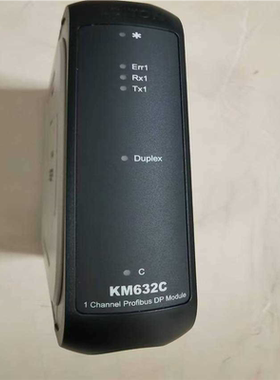 *
Err1
Rx1
Tx1
Duplex
C
KM632C
1 Channel Profibus DP Module